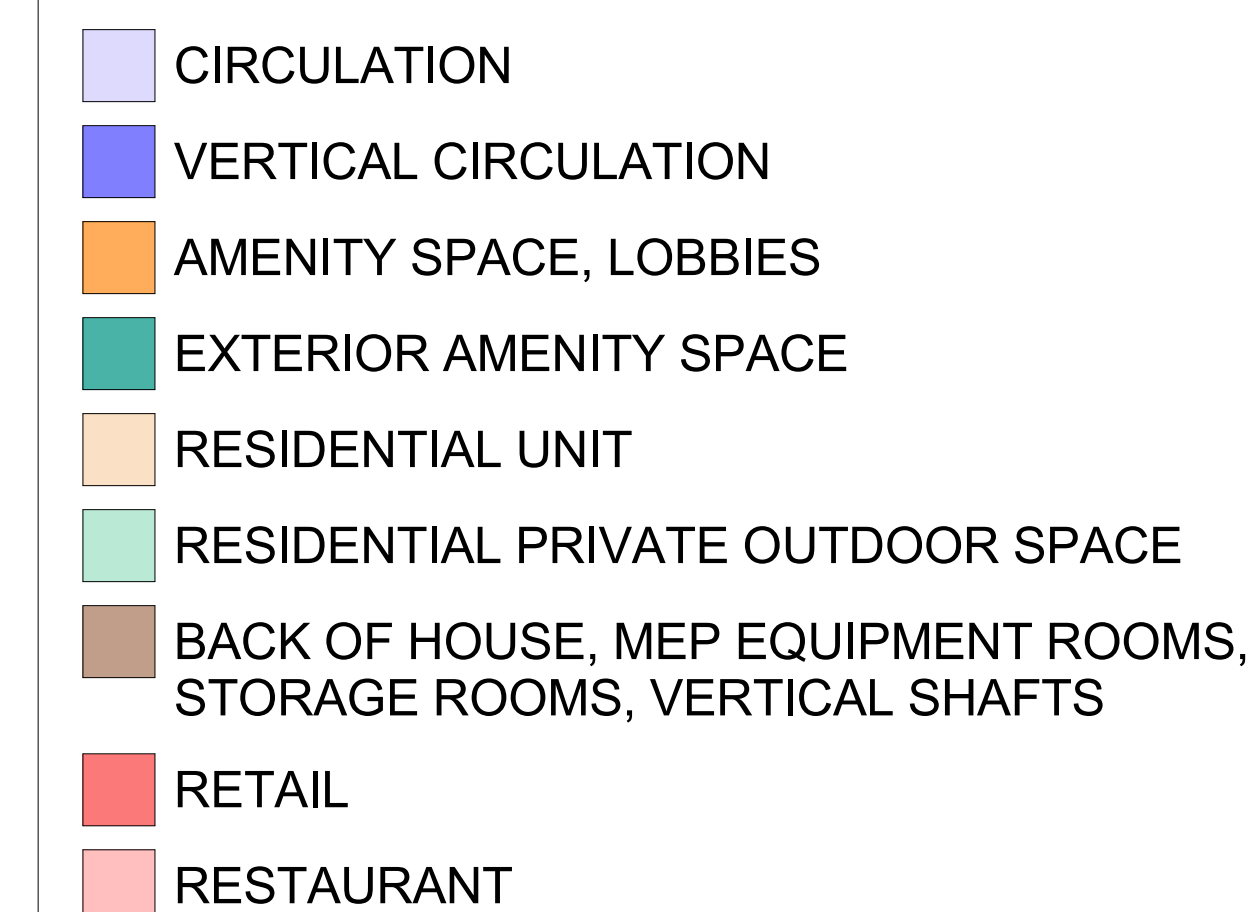 CIRCULATION
VERTICAL CIRCULATION
AMENITY SPACE, LOBBIES
EXTERIOR AMENITY SPACE
RESIDENTIAL UNIT
RESIDENTIAL PRIVATE OUTDOOR SPACE
BACK OF HOUSE, MEP EQUIPMENT ROOMS,
STORAGE ROOMS, VERTICAL SHAFTS
RETAIL
RESTAURANT